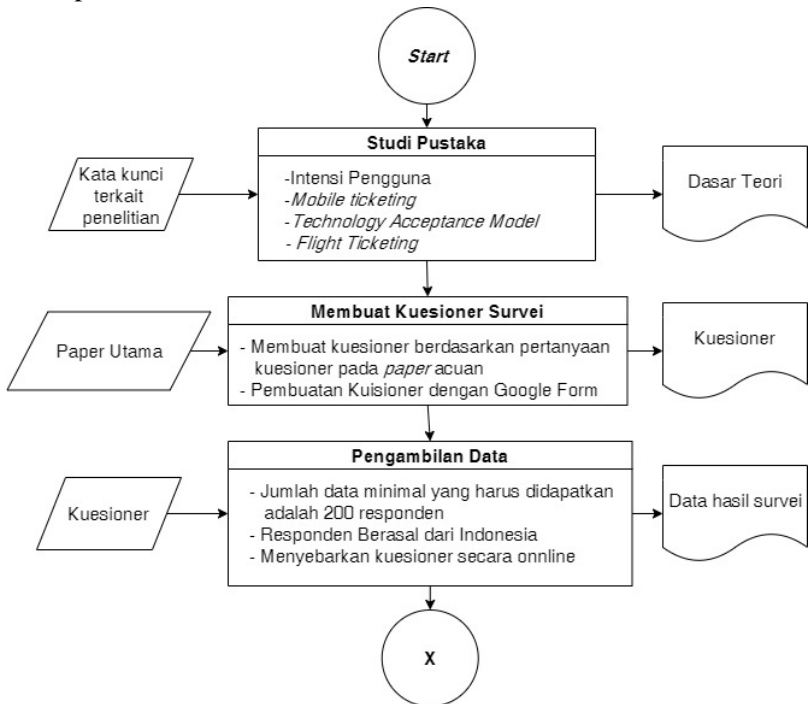 Start
Studi Pustaka
Kata kunci
terkait
penelitian
-Intensi Pengguna
-Mobile ticketing
-Technology Acceptance Model
- Flight Ticketing
Dasar Teori
Membuat Kuesioner Survei
Paper Utama
- Membuat kuesioner berdasarkan pertanyaan
kuesioner pada paper acuan
- Pembuatan Kuisioner dengan Google Form
Kuesioner
Pengambilan Data
Kuesioner
- Jumlah data minimal yang harus didapatkan
adalah 200 responden
- Responden Berasal dari Indonesia
- Menyebarkan kuesioner secara onnline
Data hasil survei
X